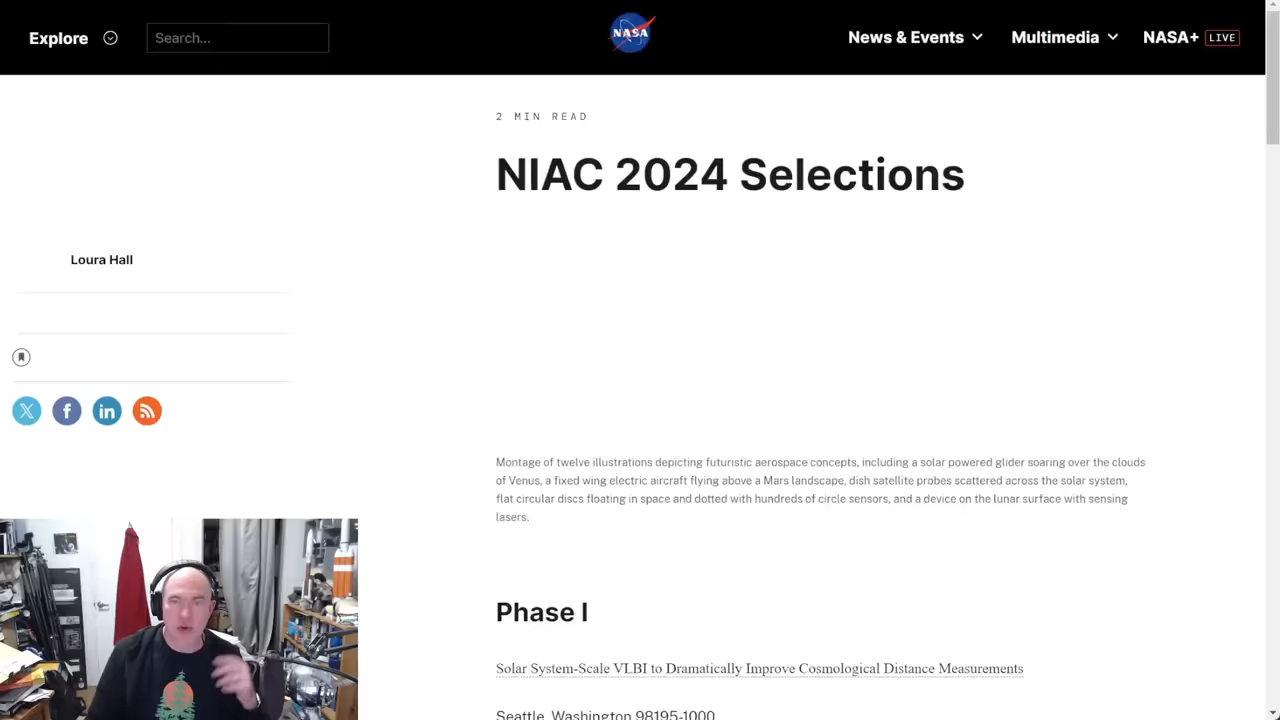 Explore
Search...
NASA
News & Events
Multimedia
NASA+ LIVE
2 MIN READ
NIAC 2024 Selections
Loura Hall
Montage of twelve illustrations depicting futuristic aerospace concepts, including a solar powered glider soaring over the clouds
of Venus, a fixed wing electric aircraft flying above a Mars landscape, dish satellite probes scattered across the solar system,
flat circular discs floating in space and dotted with hundreds of circle sensors, and a device on the lunar surface with sensing
lasers.
Phase I
Solar System-Scale VLBI to Dramatically Improve Cosmological Distance Measurements
Seattle, Washington 98195-1000